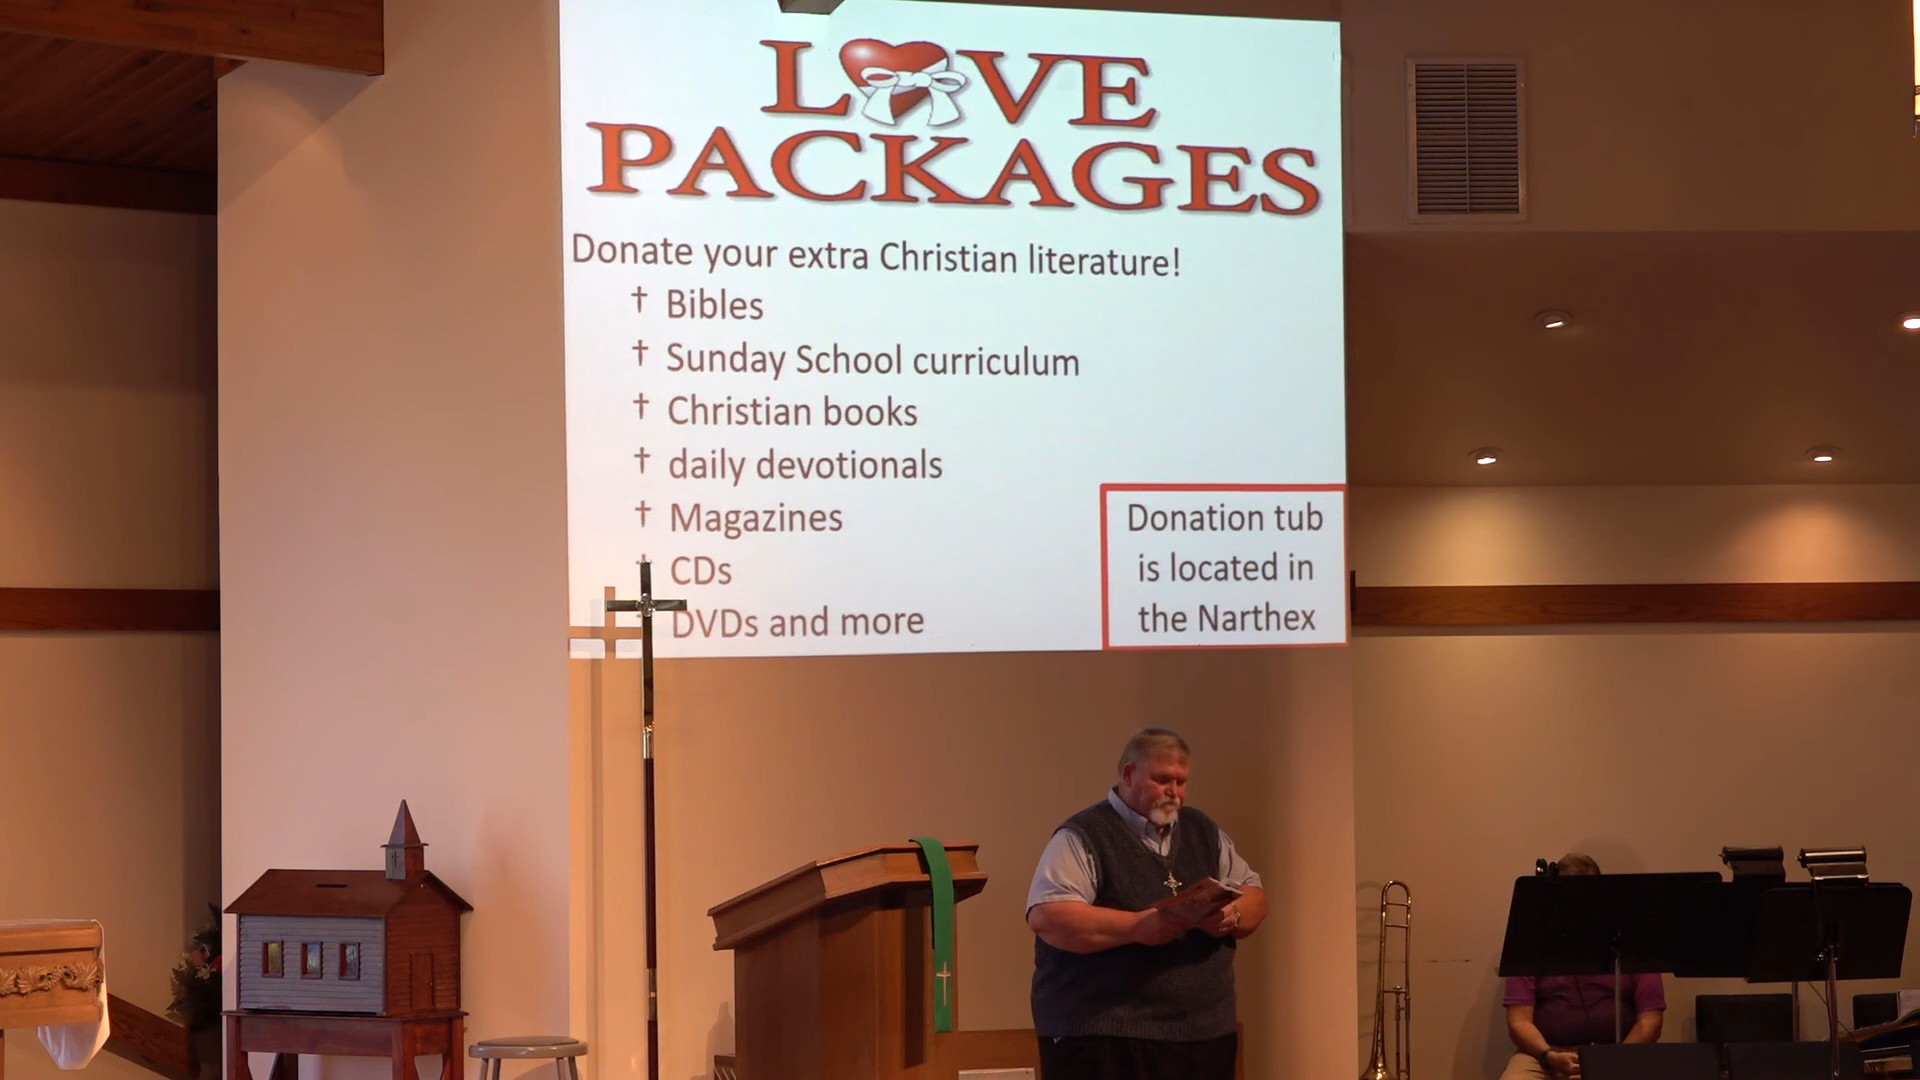 LOVE
PACKAGES
Donate your extra Christian literature!
† Bibles
† Sunday School curriculum
† Christian books
† daily devotionals
† Magazines
CDs
DVDs and more
Donation tub
is located in
the Narthex